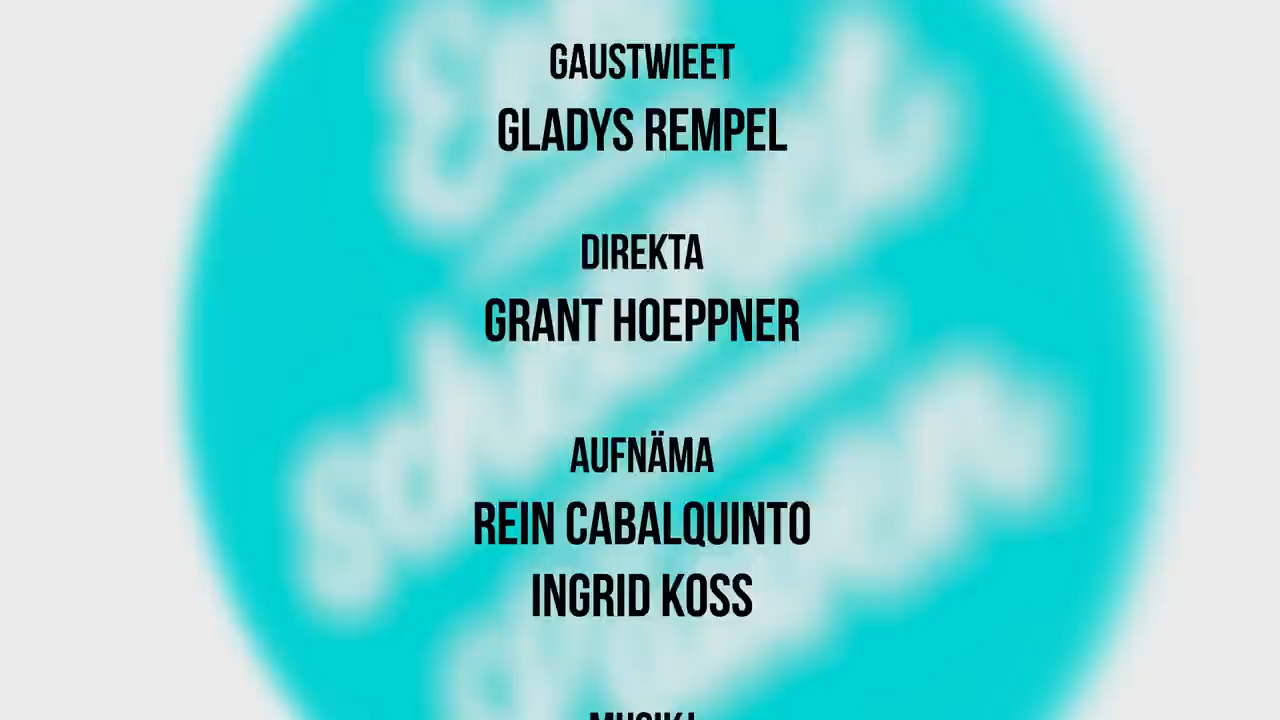 GAUSTWIEET
GLADYS REMPEL
DIREKTA
GRANT HOEPPNER
AUFNÄMA
REIN CABALQUINTO
INGRID KOSS